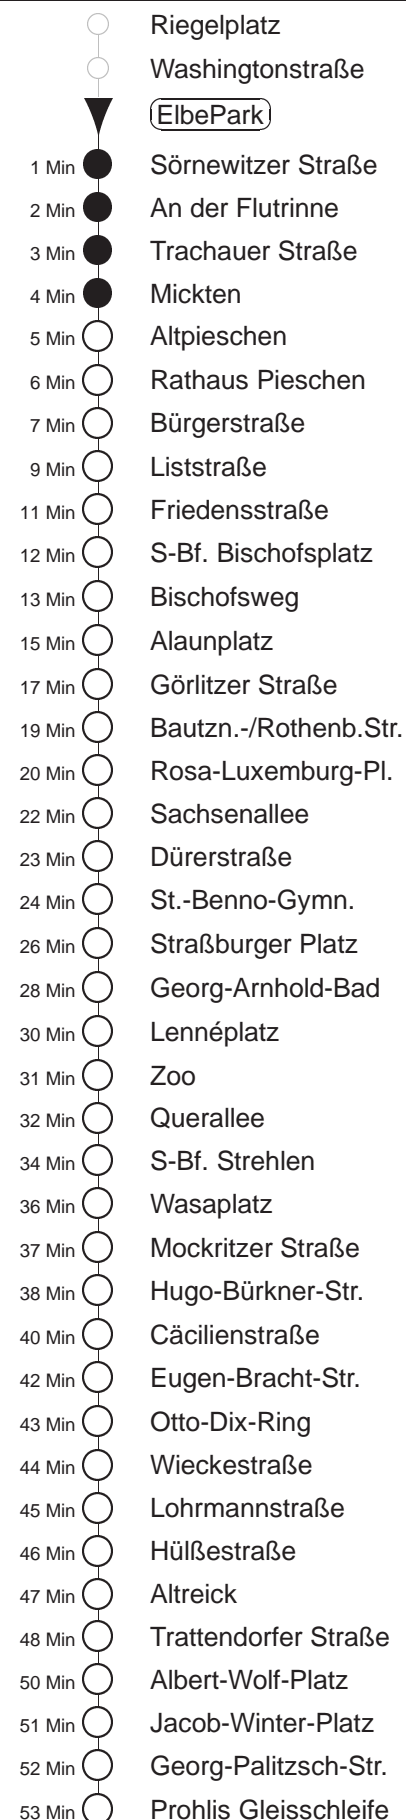 Riegelplatz
Washingtonstraße
ElbePark
1 Min Sörnewitzer Straße
2 Min An der Flutrinne
3 Min Trachauer Straße
4 Min Mickten
5 Min Altpieschen
6 Min Rathaus Pieschen
7 Min Bürgerstraße
9 Min Liststraße
11 Min Friedensstraße
12 Min S-Bf. Bischofsplatz
13 Min Bischofsweg
15 Min Alaunplatz
17 Min Görlitzer Straße
19 Min Bautzn.-/Rothenb.Str.
20 Min Rosa-Luxemburg-Pl.
22 Min Sachsenallee
23 Min Dürerstraße
24 Min St.-Benno-Gymn.
26 Min Straßburger Platz
28 Min Georg-Arnhold-Bad
30 Min Lennéplatz
31 Min Zoo
32 Min Querallee
34 Min S-Bf. Strehlen
36 Min Wasaplatz
37 Min Mockritzer Straße
38 Min Hugo-Bürkner-Str.
40 Min Cäcilienstraße
42 Min Eugen-Bracht-Str.
43 Min Otto-Dix-Ring
44 Min Wieckestraße
45 Min Lohrmannstraße
46 Min Hülßestraße
47 Min Altreick
48 Min Trattendorfer Straße
50 Min Albert-Wolf-Platz
51 Min Jacob-Winter-Platz
52 Min Georg-Palitzsch-Str.
53 Min Prohlis Gleisschleife